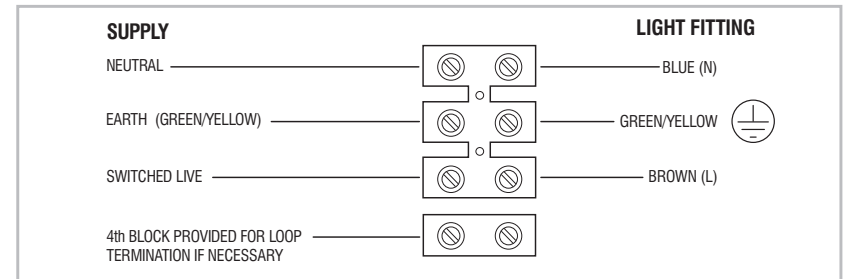 SUPPLY
LIGHT FITTING
NEUTRAL
BLUE (N)
EARTH (GREEN/YELLOW)
GREEN/YELLOW
SWITCHED LIVE
BROWN (L)
4th BLOCK PROVIDED FOR LOOP
TERMINATION IF NECESSARY